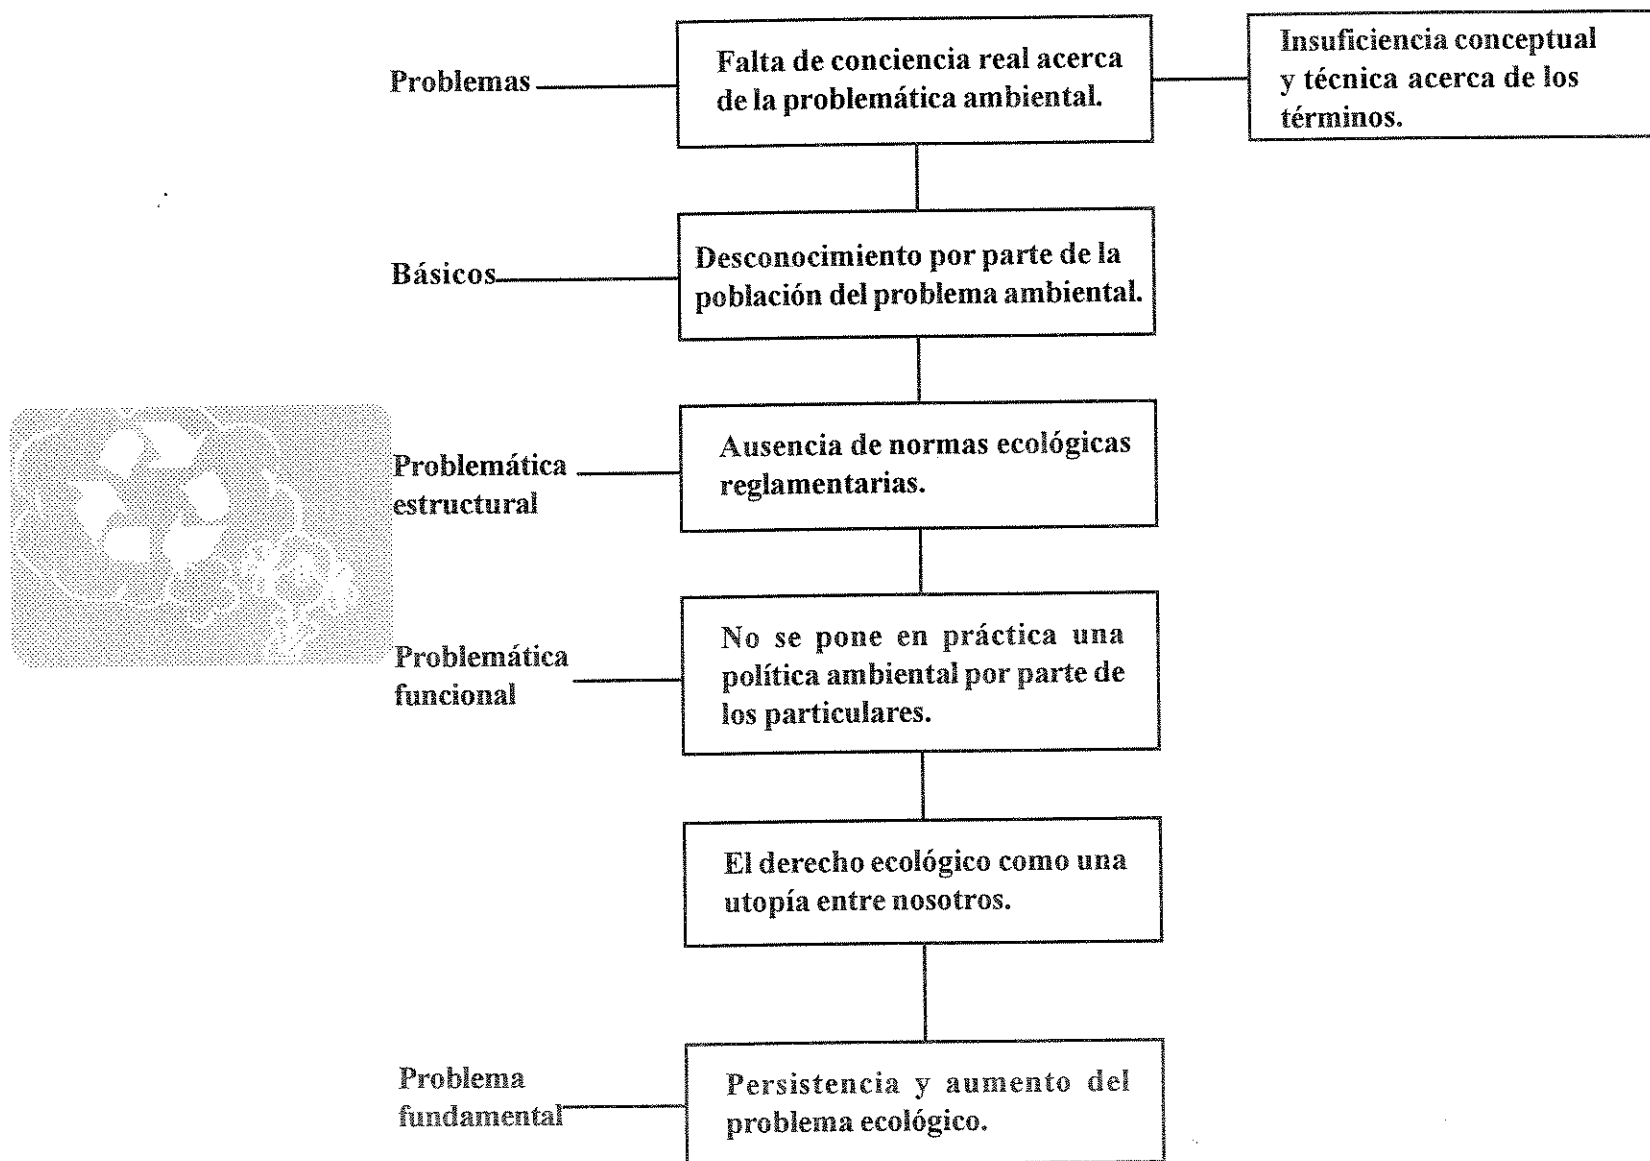 Problemas
Falta de conciencia real acerca
de la problemática ambiental.
Insuficiencia conceptual
y técnica acerca de los
términos.
Básicos
Desconocimiento por parte de la
población del problema ambiental.
Problemática
estructural
Ausencia de normas ecológicas
reglamentarias.
Problemática
funcional
No se pone en práctica una
política ambiental por parte de
los particulares.
El derecho ecológico como una
utopía entre nosotros.
Problema
fundamental
Persistencia y aumento del
problema ecológico.